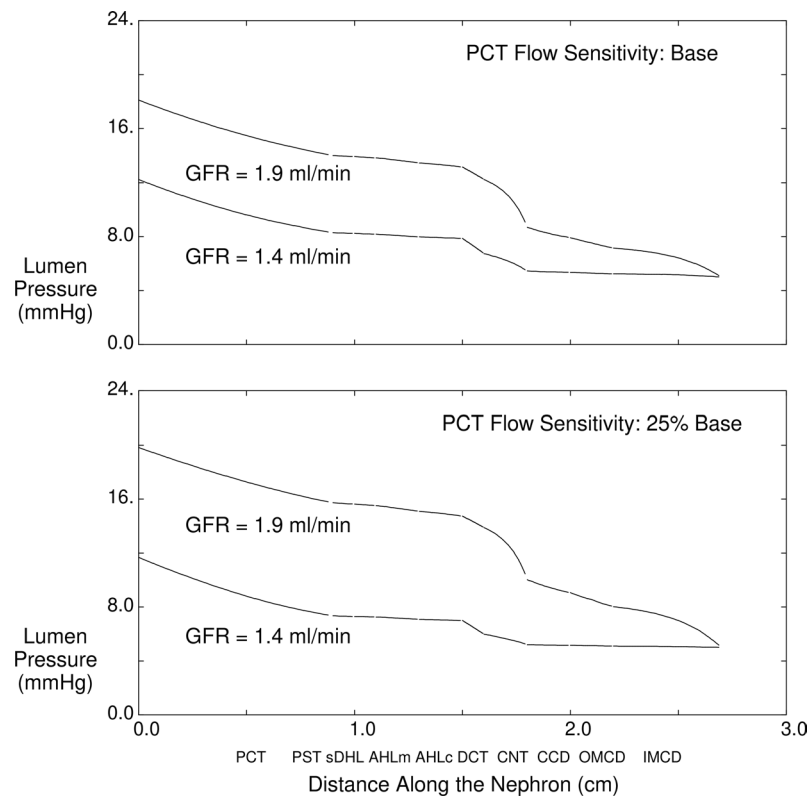 24.
PCT Flow Sensitivity: Base
16.
GFR = 1.9 ml/min
8.0
GFR = 1.4 ml/min
Lumen
Pressure
(mmHg)
0.0
24.
PCT Flow Sensitivity: 25% Base
16.
GFR = 1.9 ml/min
8.0
GFR = 1.4 ml/min
Lumen
Pressure
(mmHg)
0.0
0.0 1.0 2.0 3.0
PCT PST sDHL AHLm AHLc DCT CNT CCD OMCD IMCD
Distance Along the Nephron (cm)